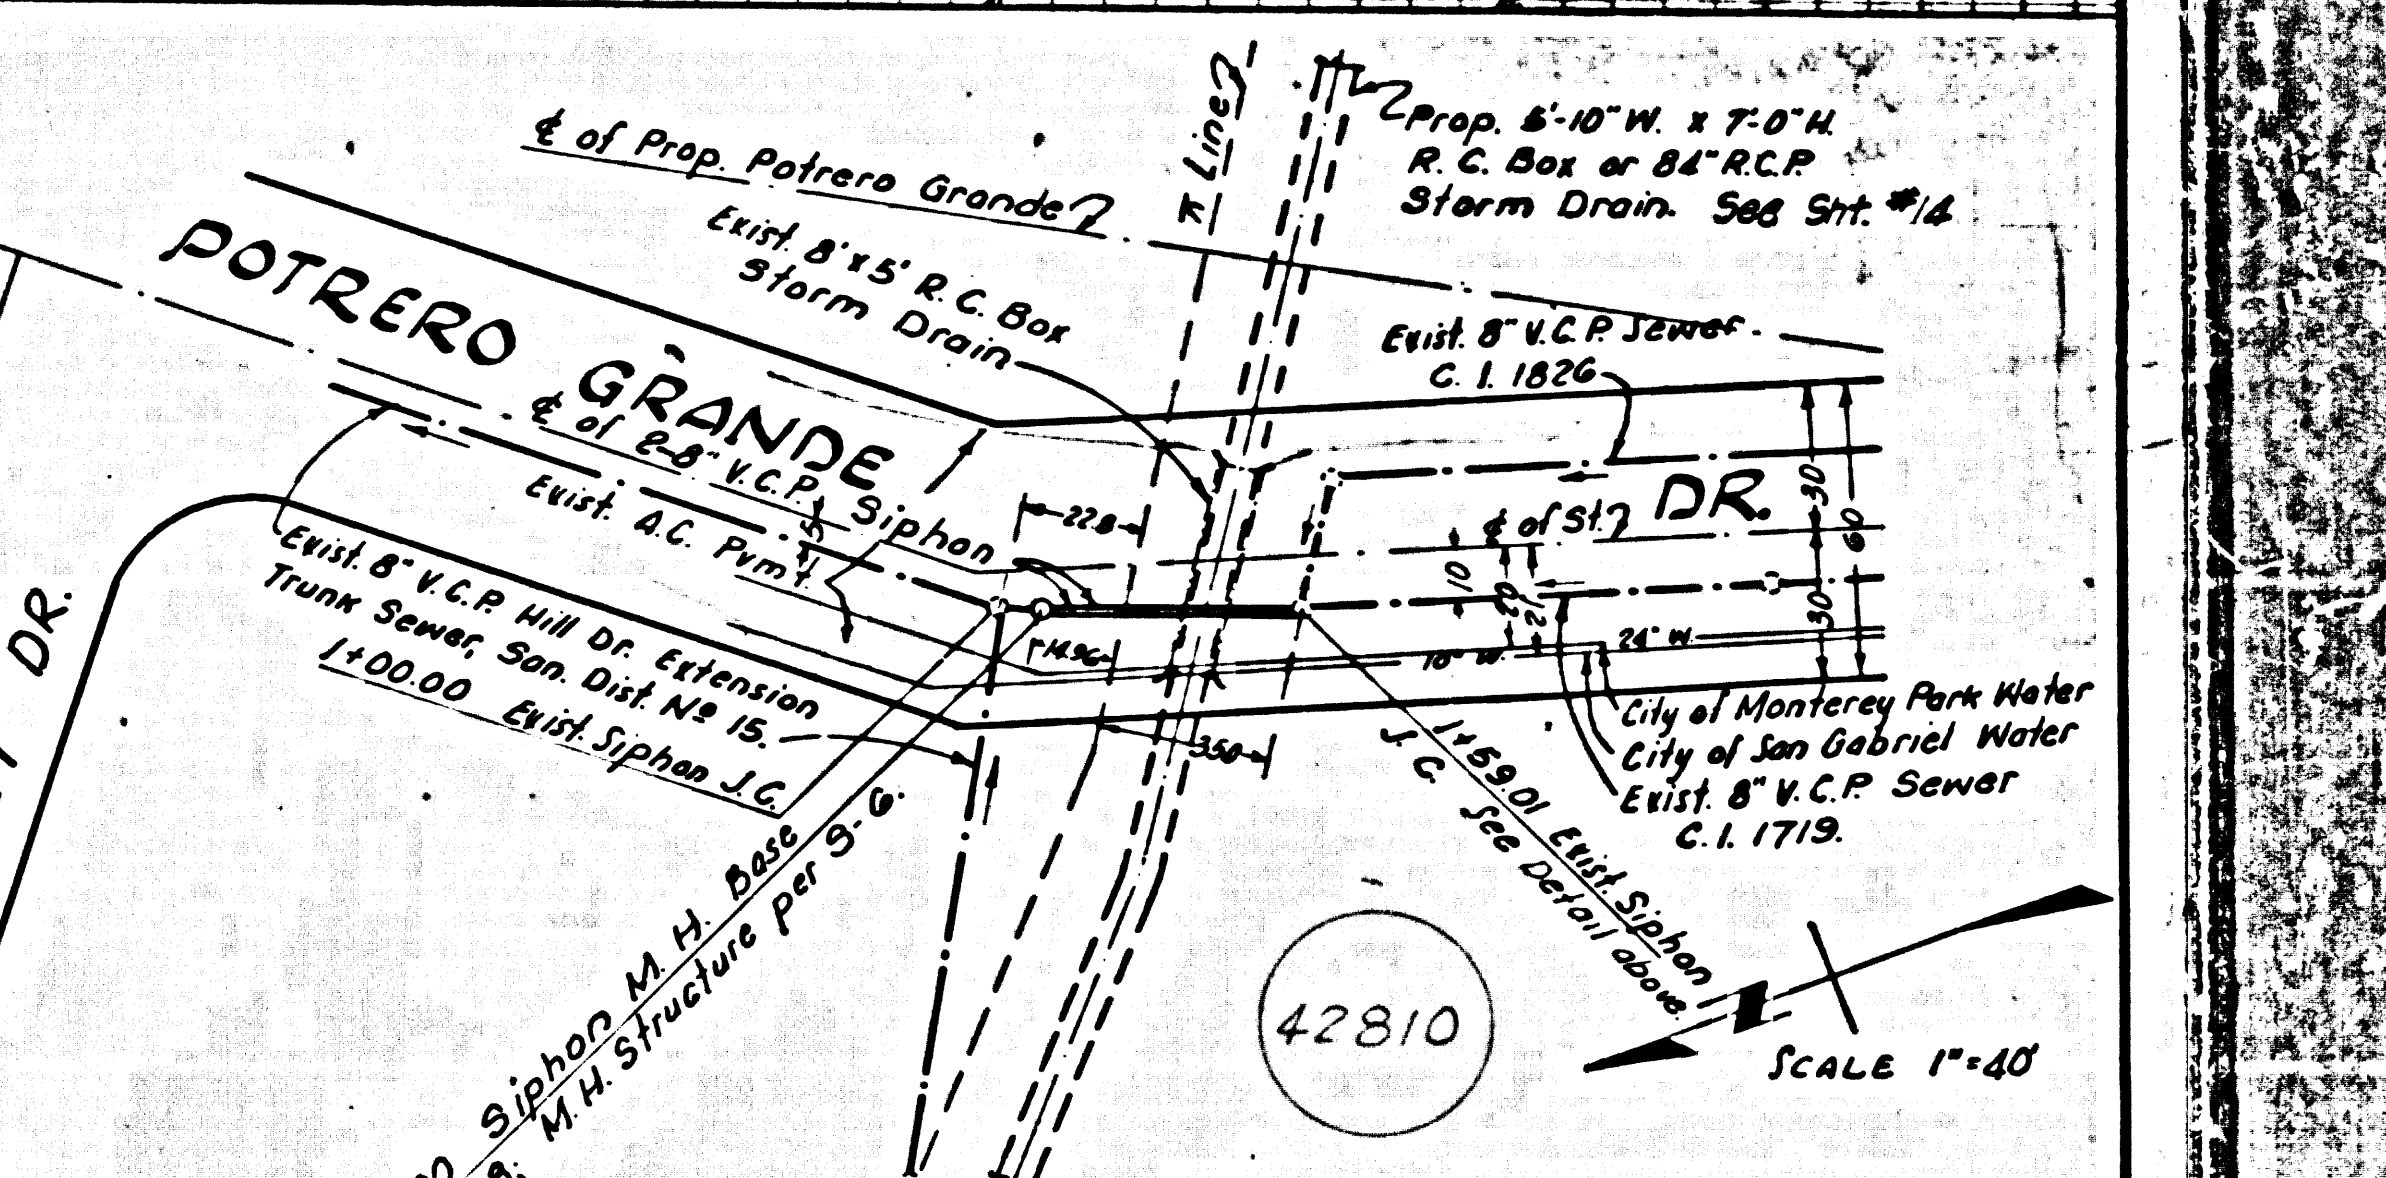 ℄ of Prop. Potrero Grande
℄ Line
Prop. 5'-10" W. x 7'-0" H.
R. C. Box or 84" R.C.P.
Storm Drain. See Sht. #14
Exist. 8' x 5' R. C. Box
Storm Drain
POTRERO GRANDE DR.
Exist. 8" V.C.P. Sewer
C. I. 1826
℄ of 2-8" V.C.P. Siphon
Exist. A.C. Pvm't.
5
22.8
℄ of St.
30
60
30
10
20
21
Exist. 8" V.C.P. Hill Dr. Extension
Trunk Sewer, San. Dist. Nº 15.
1+00.00 Exist. Siphon J.C.
14.96
10" W.
24" W.
DR.
35.0
City of Monterey Park Water
City of San Gabriel Water
Exist. 8" V.C.P. Sewer
C. I. 1719.
1+59.01 Exist. Siphon
J. C. See Detail above.
Siphon M. H. Base
M. H. Structure per S-G.
42810
SCALE 1"=40'